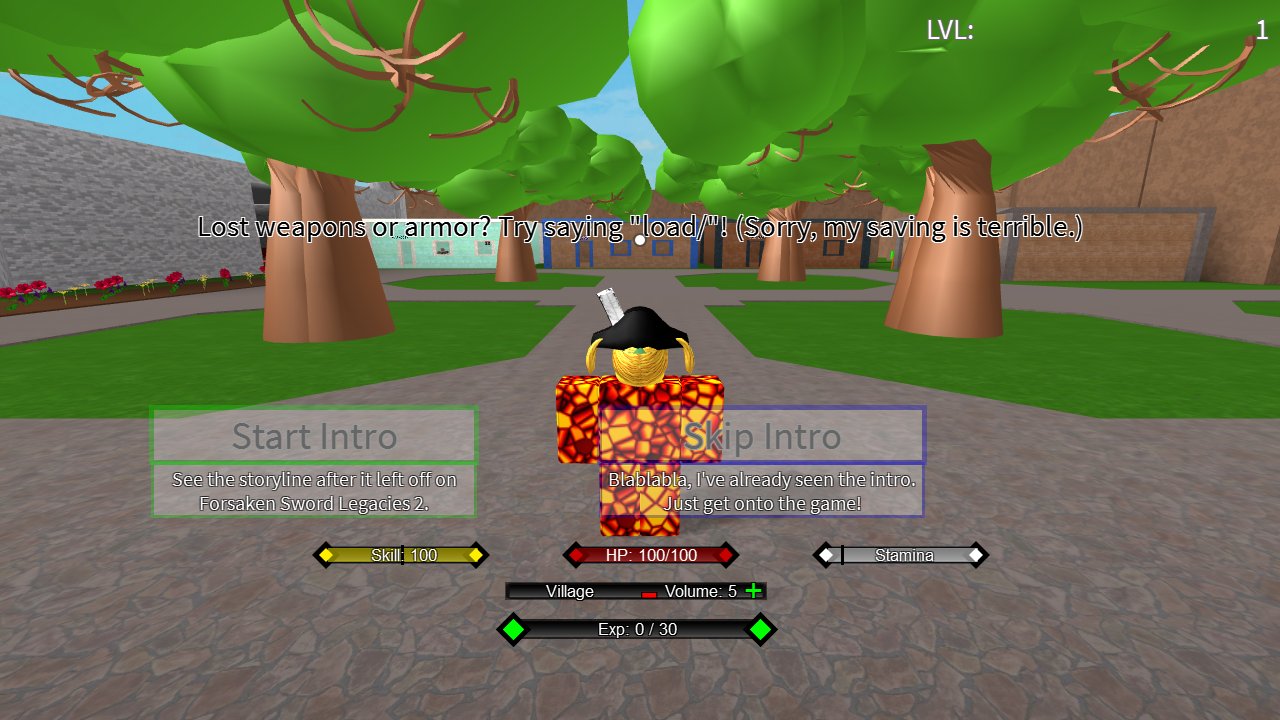 LVL: 1
Lost weapons or armor? Try saying "load/"! (Sorry, my saving is terrible.)
Start Intro
See the storyline after it left off on
Forsaken Sword Legacies 2.
Skip Intro
Blablabla, I've already seen the intro.
Just get onto the game!
Skill: 100
HP: 100/100
Stamina
Village
Volume: 5
Exp: 0 / 30